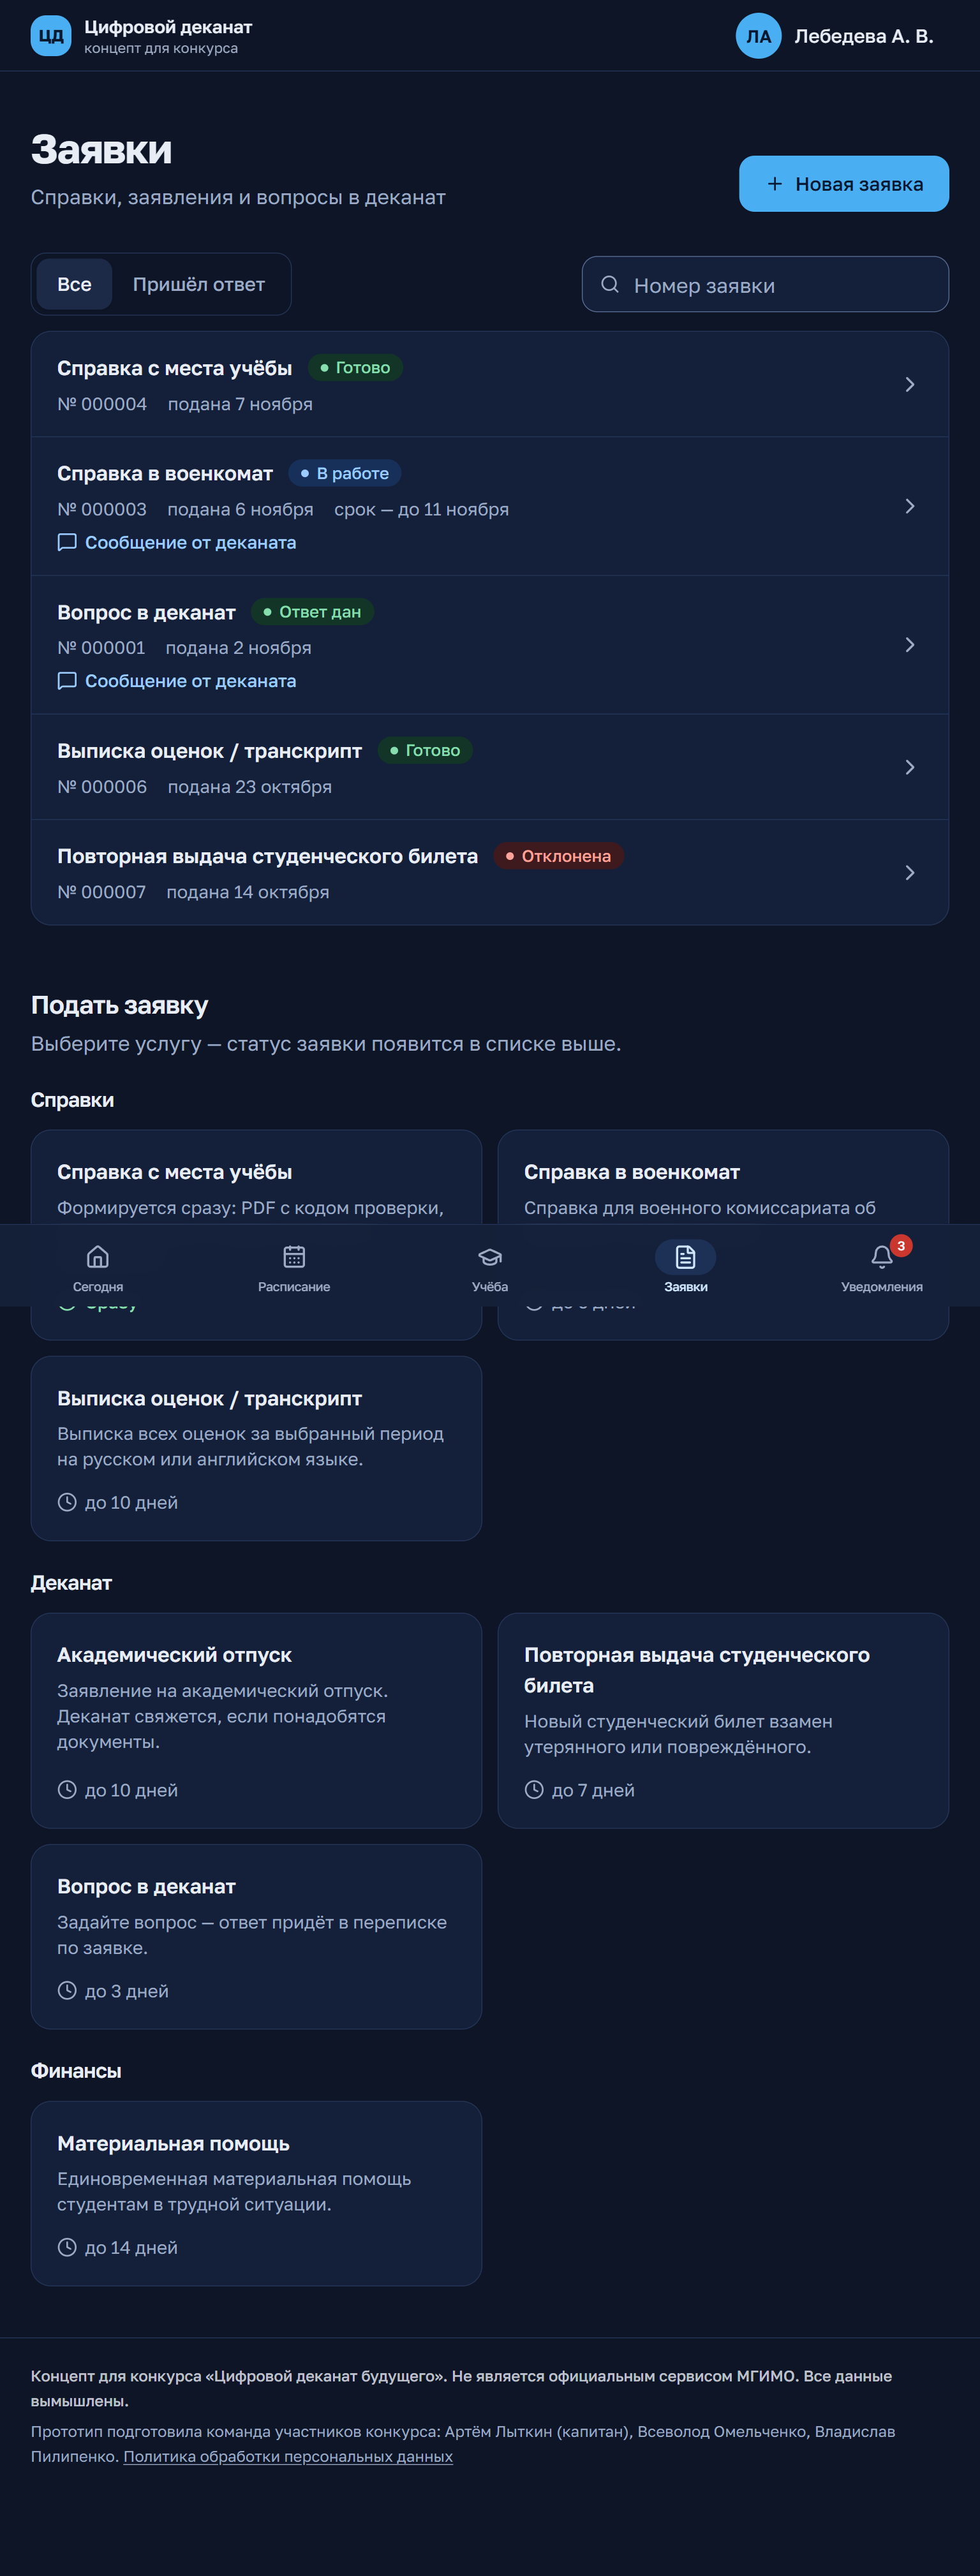 ЦД
Цифровой деканат
концепт для конкурса
ЛА
Лебедева А. В.
Заявки
Справки, заявления и вопросы в деканат
Новая заявка
Все
Пришёл ответ
Номер заявки
Справка с места учёбы
Готово
№ 000004 подана 7 ноября
Справка в военкомат
В работе
№ 000003 подана 6 ноября срок — до 11 ноября
Сообщение от деканата
Вопрос в деканат
Ответ дан
№ 000001 подана 2 ноября
Сообщение от деканата
Выписка оценок / транскрипт
Готово
№ 000006 подана 23 октября
Повторная выдача студенческого билета
Отклонена
№ 000007 подана 14 октября
Подать заявку
Выберите услугу — статус заявки появится в списке выше.
Справки
Справка с места учёбы
Формируется сразу: PDF с кодом проверки,
Справка в военкомат
Справка для военного комиссариата об
Сегодня
Расписание
Учёба
Заявки
3
Уведомления
Выписка оценок / транскрипт
Выписка всех оценок за выбранный период
на русском или английском языке.
до 10 дней
Деканат
Академический отпуск
Заявление на академический отпуск.
Деканат свяжется, если понадобятся
документы.
до 10 дней
Повторная выдача студенческого
билета
Новый студенческий билет взамен
утерянного или повреждённого.
до 7 дней
Вопрос в деканат
Задайте вопрос — ответ придёт в переписке
по заявке.
до 3 дней
Финансы
Материальная помощь
Единовременная материальная помощь
студентам в трудной ситуации.
до 14 дней
Концепт для конкурса «Цифровой деканат будущего». Не является официальным сервисом МГИМО. Все данные
вымышлены.
Прототип подготовила команда участников конкурса: Артём Лыткин (капитан), Всеволод Омельченко, Владислав
Пилипенко. Политика обработки персональных данных